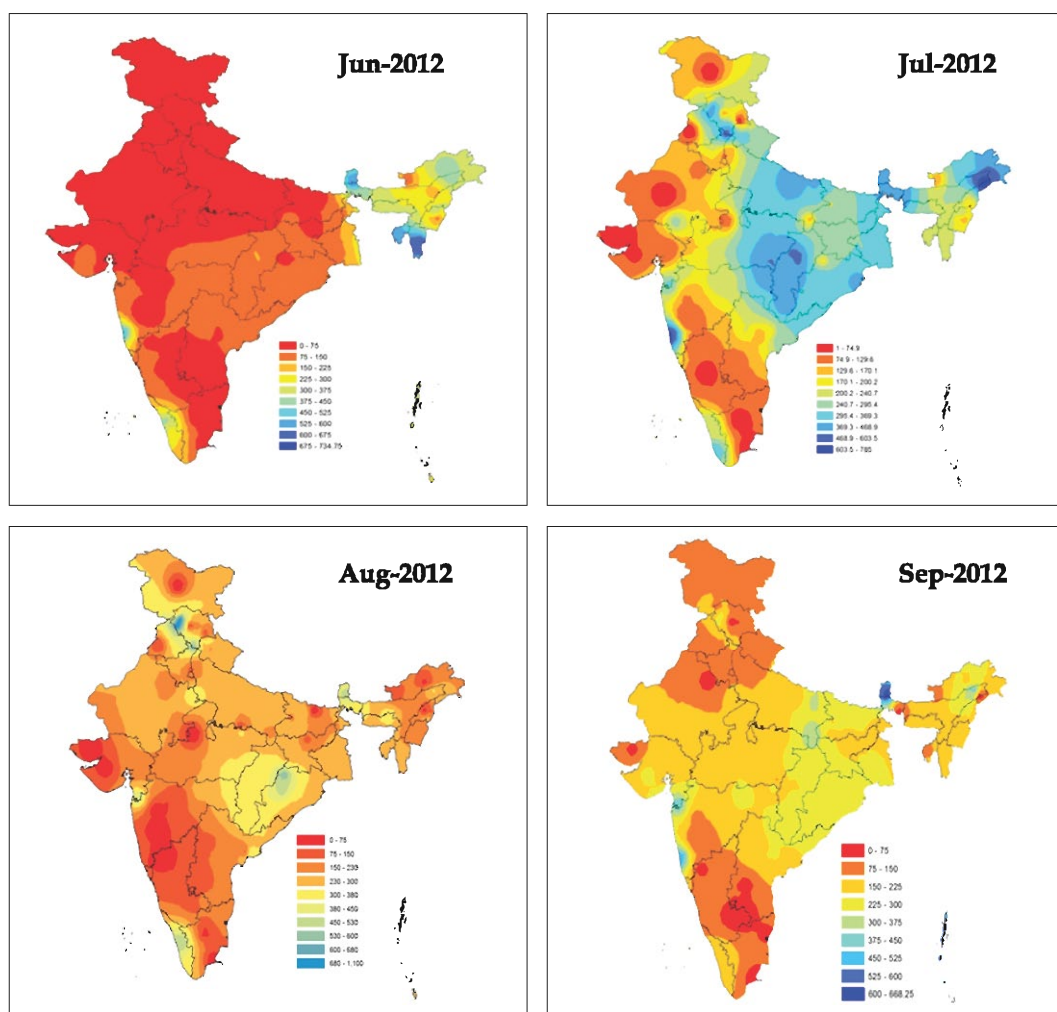 Jun-2012
0 - 75
75 - 150
150 - 225
225 - 300
300 - 375
375 - 450
450 - 525
525 - 600
600 - 675
675 - 734.75
Jul-2012
1 - 74.9
74.9 - 129.6
129.6 - 170.1
170.1 - 200.2
200.2 - 240.7
240.7 - 295.4
295.4 - 369.3
369.3 - 468.9
468.9 - 603.5
603.5 - 785
Aug-2012
0 - 75
75 - 150
150 - 230
230 - 300
300 - 380
380 - 450
450 - 530
530 - 600
600 - 680
680 - 1,100
Sep-2012
0 - 75
75 - 150
150 - 225
225 - 300
300 - 375
375 - 450
450 - 525
525 - 600
600 - 668.25